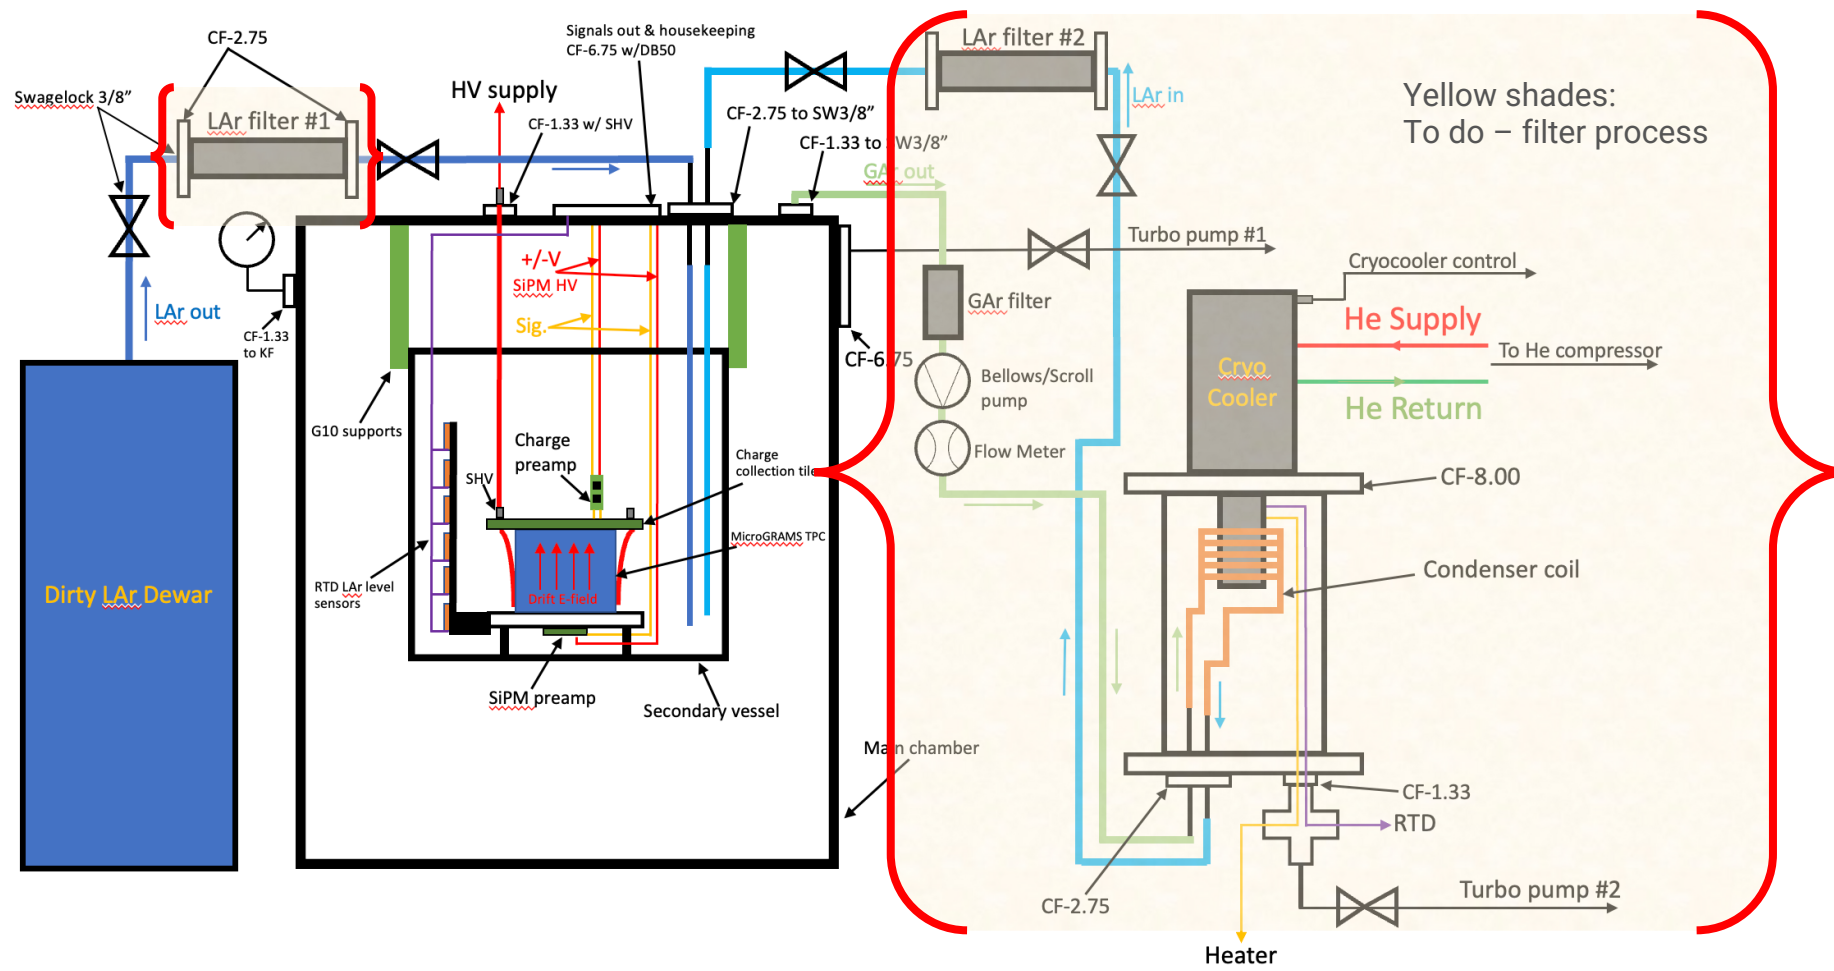 CF-2.75
Signals out & housekeeping
CF-6.75 w/DB50
LAr filter #2
Swagelock 3/8”
HV supply
LAr in
Yellow shades:
To do – filter process
LAr filter #1
CF-1.33 w/ SHV
CF-2.75 to SW3/8”
CF-1.33 to SW3/8”
GAr out
Turbo pump #1
+/-V
SiPM HV
Cryocooler control
LAr out
Sig.
GAr filter
He Supply
CF-1.33
to KF
CF-6.75
To He compressor
Cryo
Cooler
Bellows/Scroll
pump
He Return
G10 supports
Charge
preamp
Charge
collection tile
Flow Meter
SHV
CF-8.00
MicroGRAMS TPC
Condenser coil
RTD LAr level
sensors
Drift E-field
Dirty LAr Dewar
SiPM preamp
Secondary vessel
Main chamber
CF-1.33
RTD
CF-2.75
Turbo pump #2
Heater